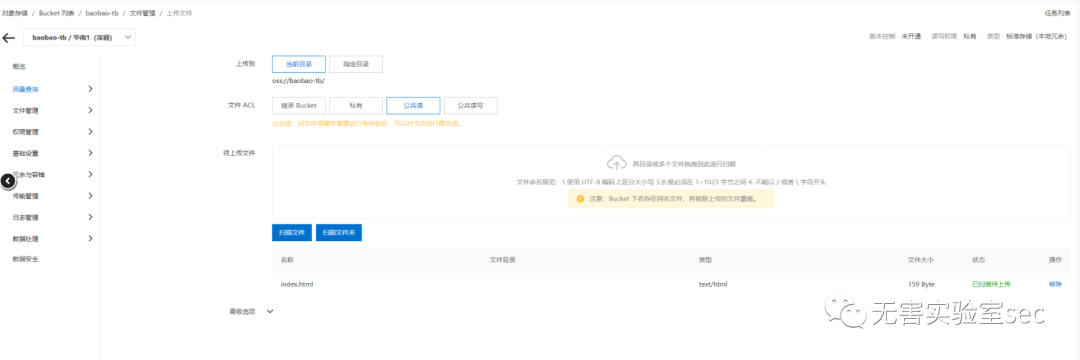 对象存储 / Bucket 列表 / baobao-tb / 文件管理 / 上传文件
任务列表
baobao-tb / 华南1 (深圳)
版本控制 未开通 读写权限 私有 类型 标准存储 (本地冗余)
概览
用量查询
文件管理
权限管理
基础设置
冗余与容错
传输管理
日志管理
数据处理
数据安全
上传到 当前目录 指定目录
oss://baobao-tb/
文件 ACL 继承 Bucket 私有 公共读 公共读写
公共读：对文件写操作需要进行身份验证；可以对文件进行匿名读。
待上传文件
将目录或多个文件拖拽到此进行扫描
文件命名规范：1.使用 UTF-8 编码 2.区分大小写 3.长度必须在 1~1023 字节之间 4. 不能以 / 或者 \ 字符开头
注意：Bucket 下若存在同名文件，将被新上传的文件覆盖。
扫描文件 扫描文件夹
名称 文件目录 类型 文件大小 状态 操作
index.html text/html 159 Byte 已扫描待上传 移除
高级选项
无害实验室sec